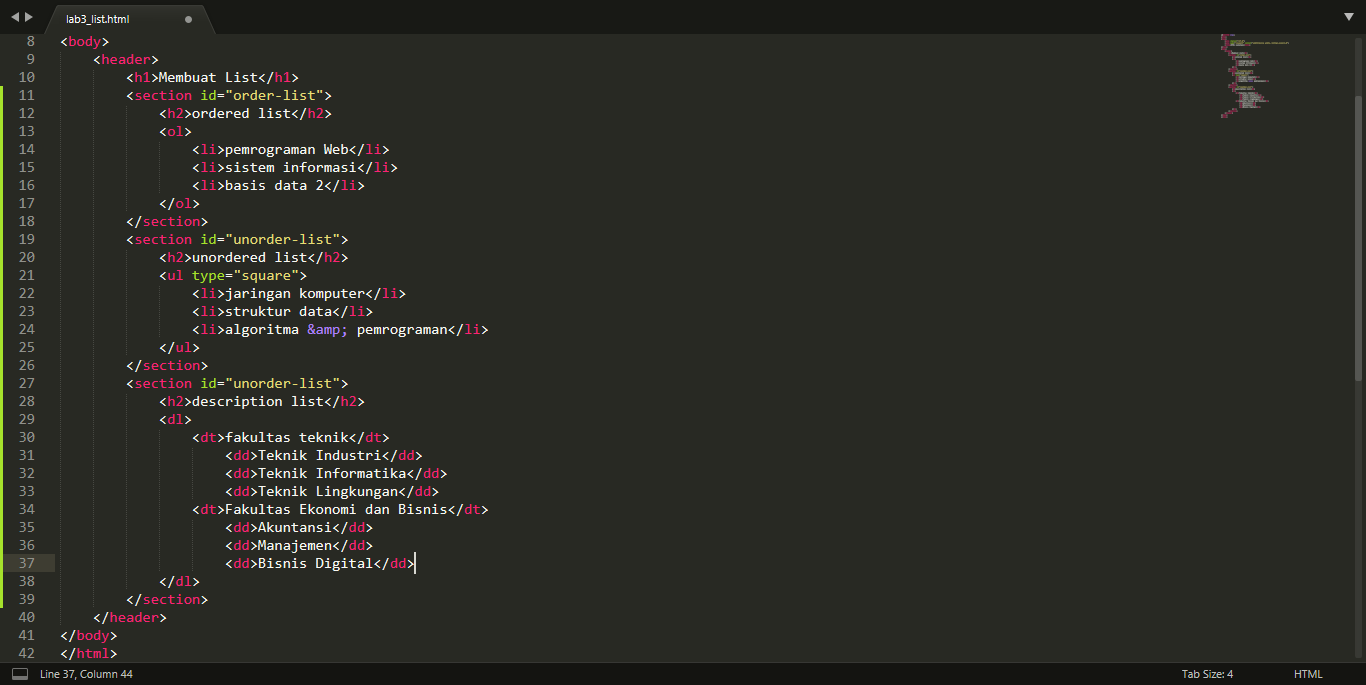 lab3_list.html
8 <body>
9 <header>
10 <h1>Membuat List</h1>
11 <section id="order-list">
12 <h2>ordered list</h2>
13 <ol>
14 <li>pemrograman Web</li>
15 <li>sistem informasi</li>
16 <li>basis data 2</li>
17 </ol>
18 </section>
19 <section id="unorder-list">
20 <h2>unordered list</h2>
21 <ul type="square">
22 <li>jaringan komputer</li>
23 <li>struktur data</li>
24 <li>algoritma &amp; pemrograman</li>
25 </ul>
26 </section>
27 <section id="unorder-list">
28 <h2>description list</h2>
29 <dl>
30 <dt>fakultas teknik</dt>
31 <dd>Teknik Industri</dd>
32 <dd>Teknik Informatika</dd>
33 <dd>Teknik Lingkungan</dd>
34 <dt>Fakultas Ekonomi dan Bisnis</dt>
35 <dd>Akuntansi</dd>
36 <dd>Manajemen</dd>
37 <dd>Bisnis Digital</dd>
38 </dl>
39 </section>
40 </header>
41 </body>
42 </html>
Line 37, Column 44 Tab Size: 4 HTML